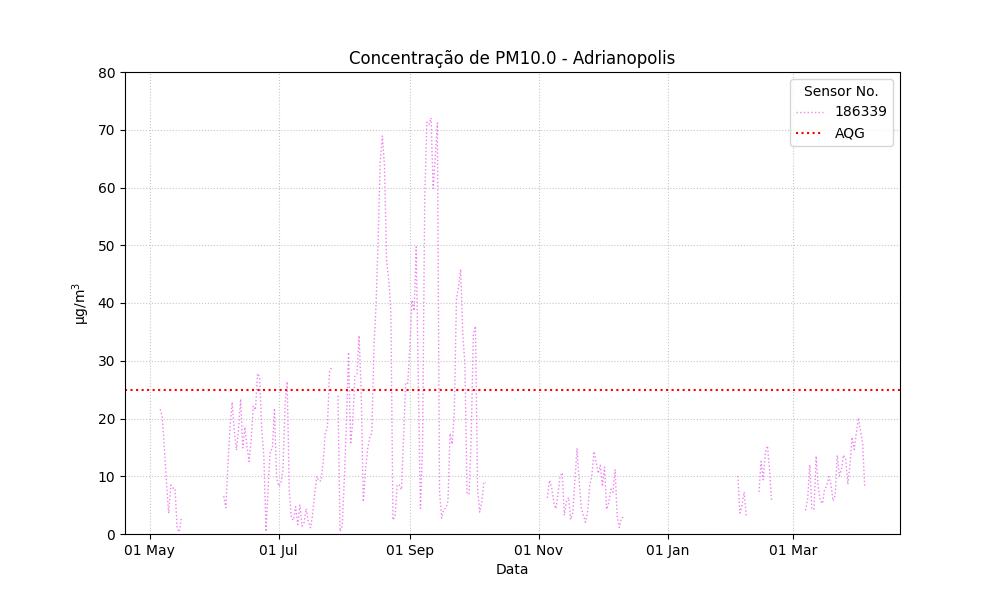 Concentração de PM10.0 - Adrianopolis
80
70
60
50
40
30
20
10
0
µg/m³
Sensor No.
186339
AQG
01 May
01 Jul
01 Sep
01 Nov
01 Jan
01 Mar
Data